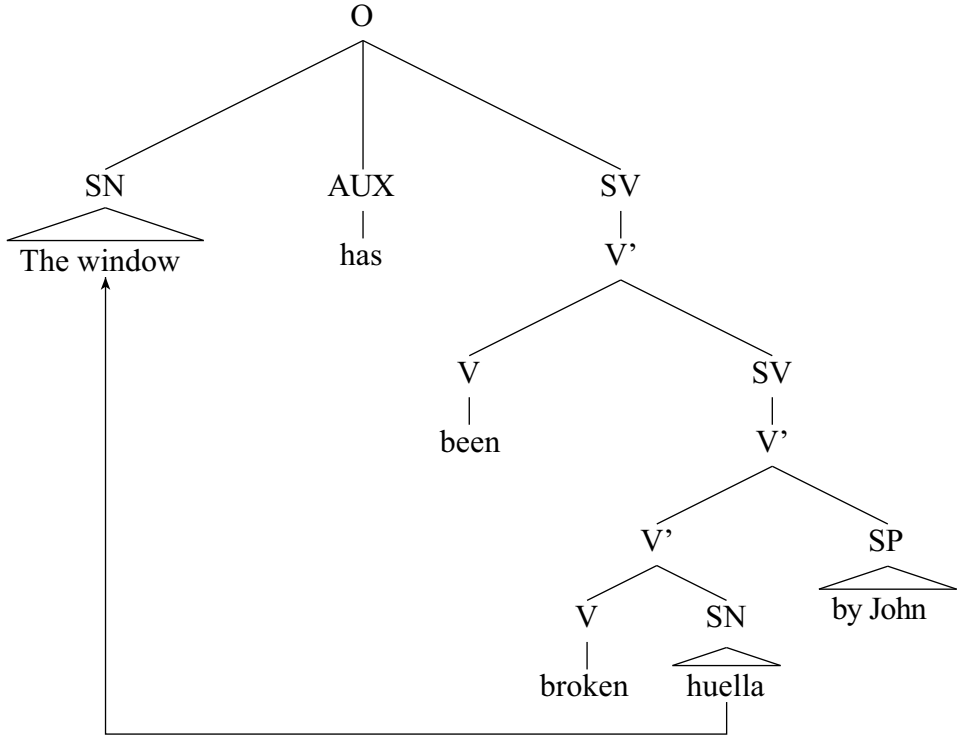 O
SN AUX SV
The window has V’
V SV
been V’
V’ SP
V SN by John
broken huella